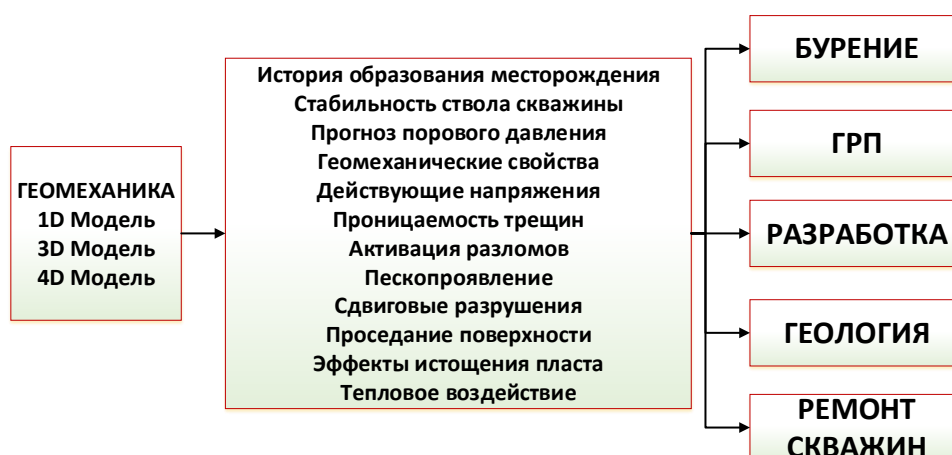 ГЕОМЕХАНИКА
1D Модель
3D Модель
4D Модель
История образования месторождения
Стабильность ствола скважины
Прогноз порового давления
Геомеханические свойства
Действующие напряжения
Проницаемость трещин
Активация разломов
Пескопроявление
Сдвиговые разрушения
Проседание поверхности
Эффекты истощения пласта
Тепловое воздействие
БУРЕНИЕ
ГРП
РАЗРАБОТКА
ГЕОЛОГИЯ
РЕМОНТ
СКВАЖИН